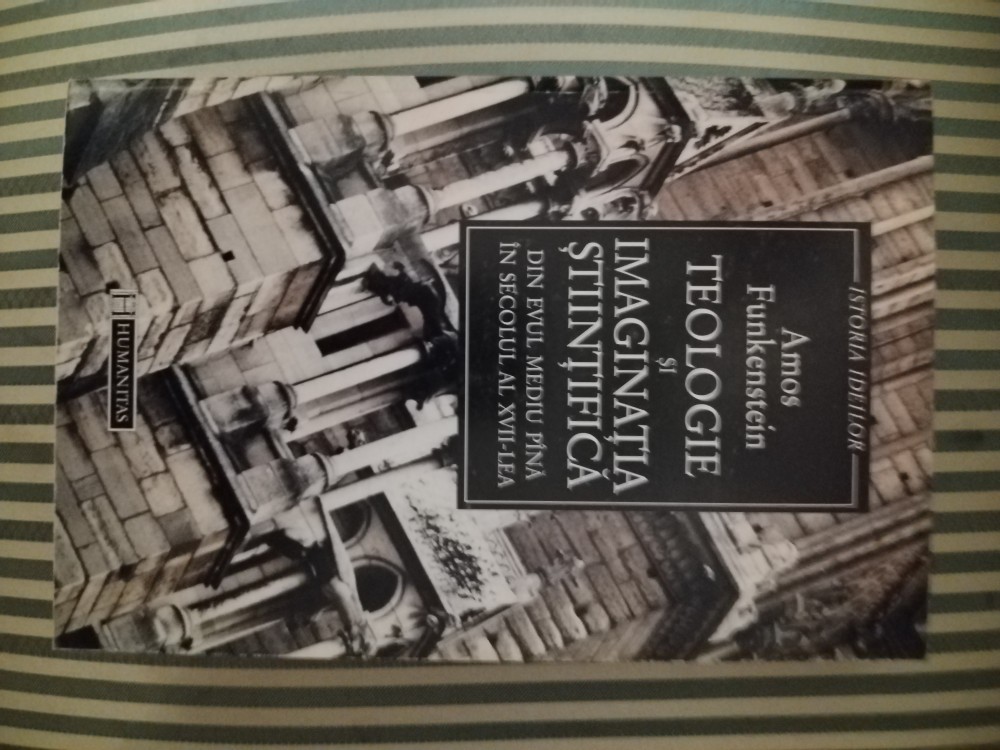 ISTORIA IDEILOR
Amos
Funkenstein
TEOLOGIE
ȘI
IMAGINAȚIA
ȘTIINȚIFICĂ
DIN EVUL MEDIU PÎNĂ
ÎN SECOLUL AL XVII-LEA
H HUMANITAS